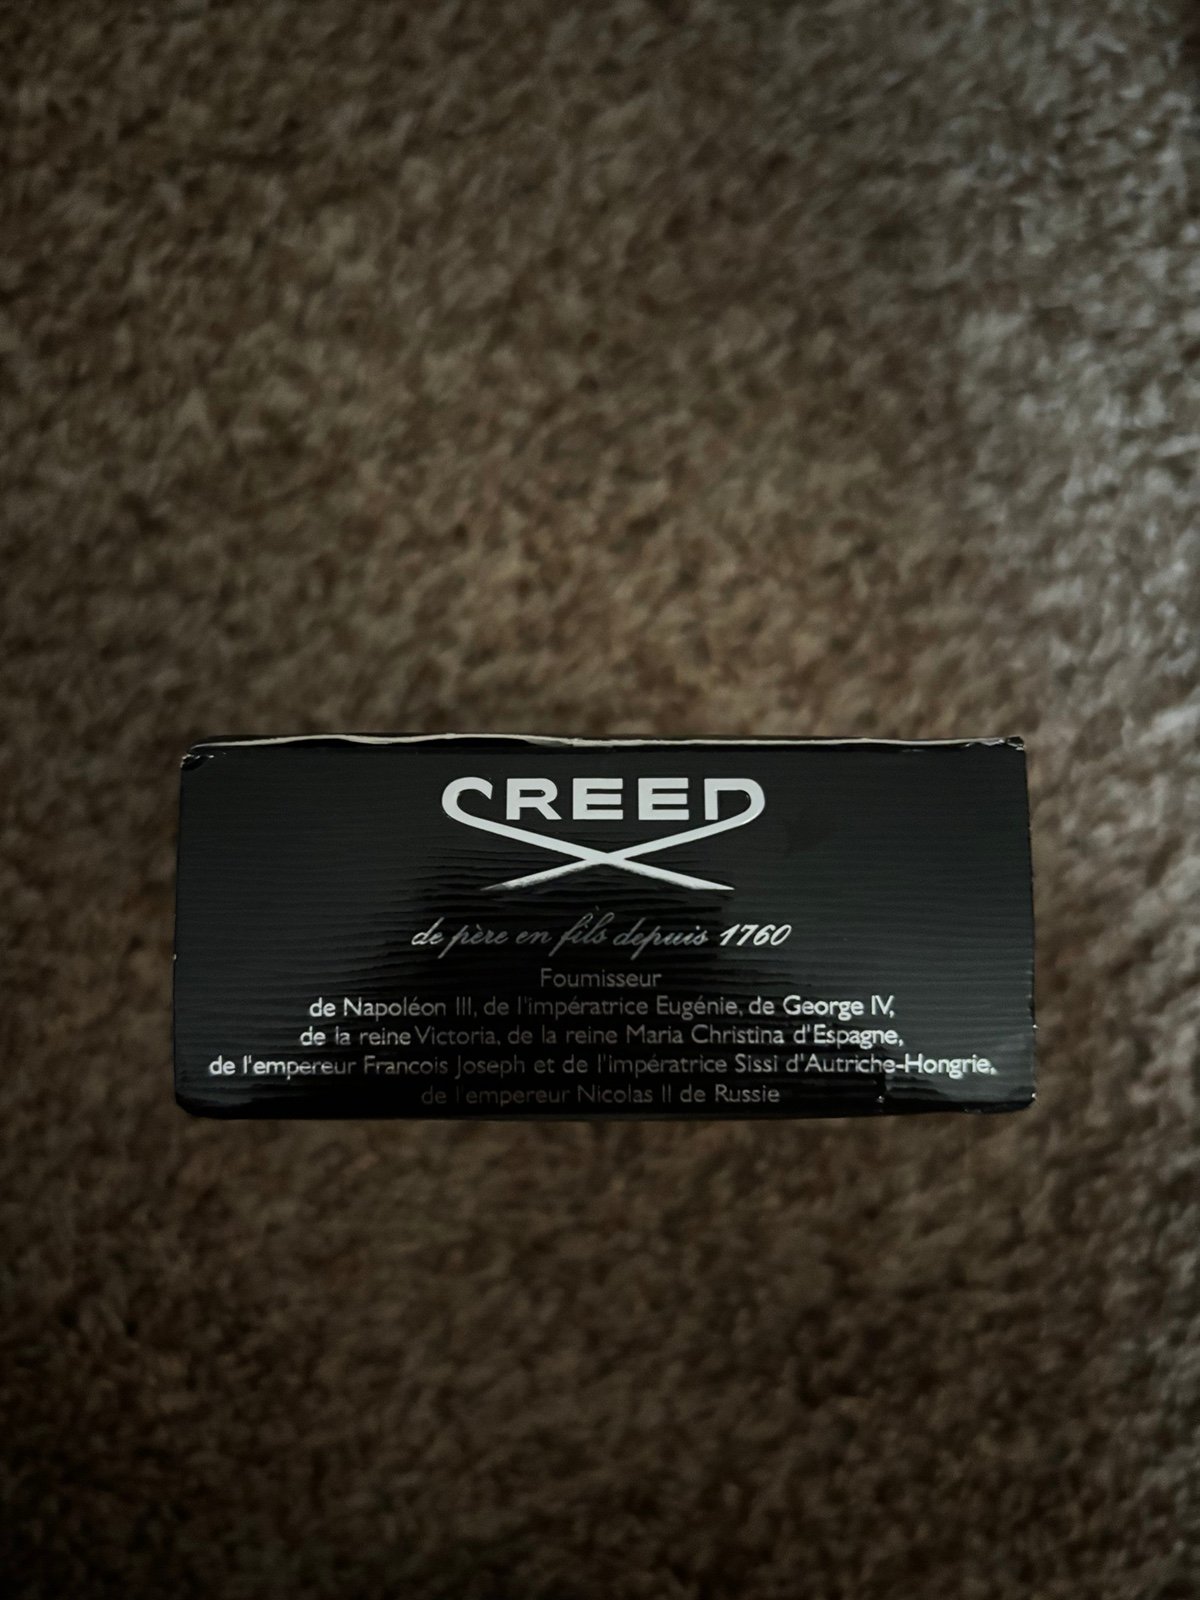 CREED
de père en fils depuis 1760
Foumisseur
de Napoléon III, de l'impératrice Eugénie, de George IV,
de la reine Victoria, de la reine Maria Christina d'Espagne,
de l'empereur Francois Joseph et de l'impératrice Sissi d'Autriche-Hongrie,
de l'empereur Nicolas II de Russie